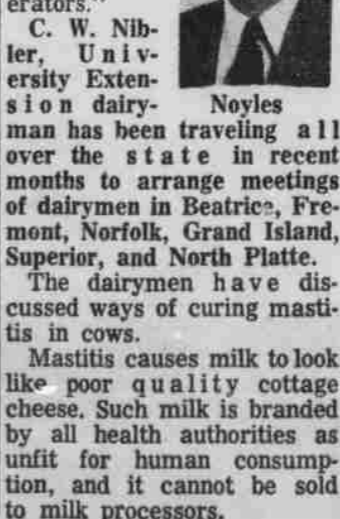 erators."
C. W. Nib-
ler, Univ-
ersity Exten-
sion dairy-
Noyles
man has been traveling all
over the state in recent
months to arrange meetings
of dairymen in Beatrice, Fre-
mont, Norfolk, Grand Island,
Superior, and North Platte.
The dairymen have dis-
cussed ways of curing masti-
tis in cows.
Mastitis causes milk to look
like poor quality cottage
cheese. Such milk is branded
by all health authorities as
unfit for human consump-
tion, and it cannot be sold
to milk processors.